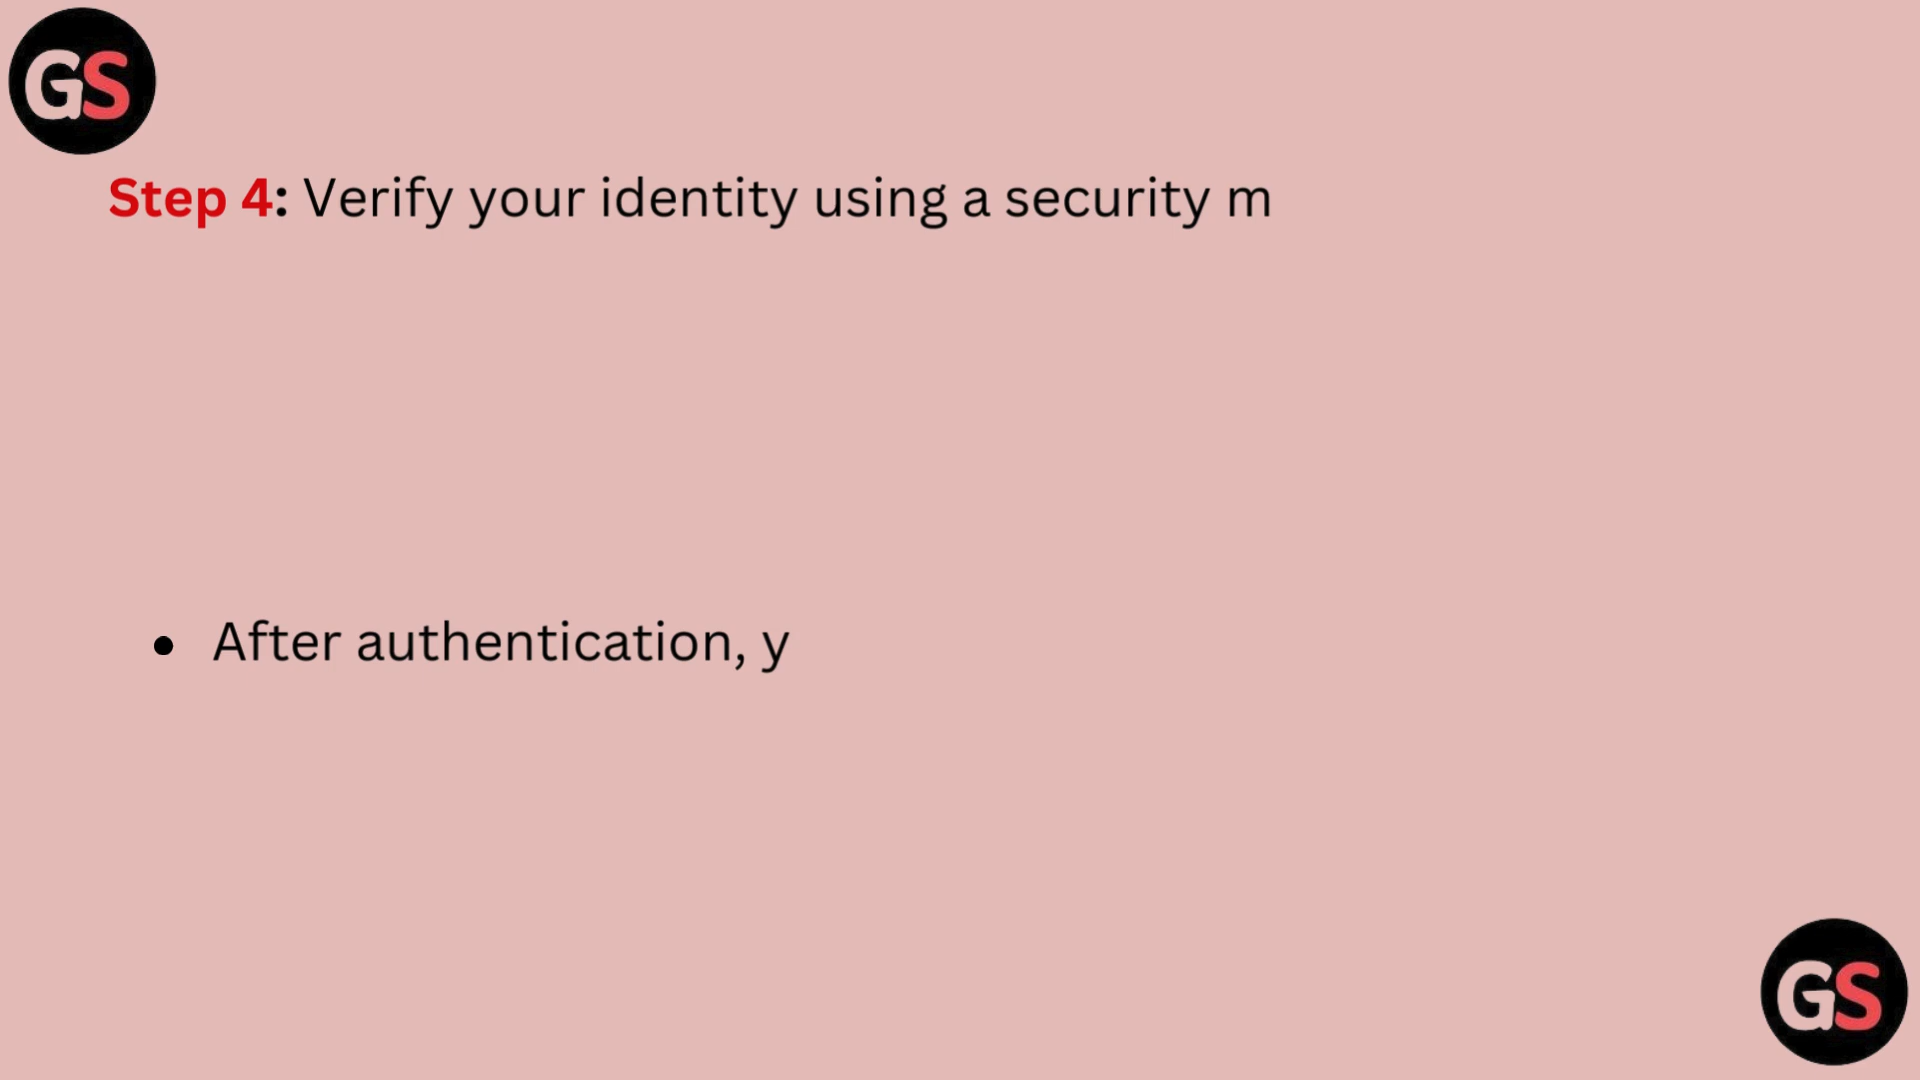 GS
Step 4: Verify your identity using a security m
• After authentication, y
GS